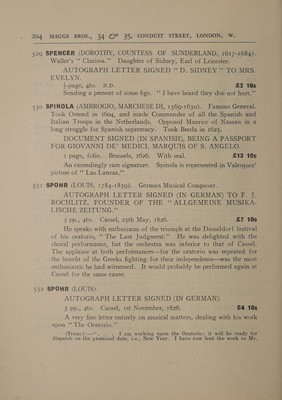 204 MAGGS BROS., 34 & 35, CONDUIT STREET, LONDON, W.
529 SPENCER (DOROTHY, COUNTESS OF SUNDERLAND, 1617-1684).
Waller's "Clarissa." Daughter of Sidney, Earl of Leicester.
AUTOGRAPH LETTER SIGNED "D. SIDNEY" TO MRS.
EVELYN.
½-page, 4to. N.D. £2 10s
Sending a present of some figs. "I have heard they doe not hurt."
530 SPINOLA (AMBROGIO, MARCHESE DI, 1569-1630). Famous General.
Took Ostend in 1604, and made Commander of all the Spanish and
Italian Troops in the Netherlands. Opposed Maurice of Nassau in a
long struggle for Spanish supremacy. Took Breda in 1625.
DOCUMENT SIGNED (IN SPANISH), BEING A PASSPORT
FOR GIOVANNI DE' MEDICI, MARQUIS OF S. ANGELO.
1 page, folio. Brussels, 1626. With seal. £13 10s
An exceedingly rare signature. Spinola is represented in Valesques'
picture of "Las Lanzas."
531 SPOHR (LOUIS, 1784-1859). German Musical Composer.
AUTOGRAPH LETTER SIGNED (IN GERMAN) TO F. J.
ROCHLITZ, FOUNDER OF THE "ALLGEMEINE MUSIKA-
LISCHE ZEITUNG."
3 pp., 4to. Cassel, 25th May, 1826. £7 10s
He speaks with enthusiasm of the triumph at the Dusseldorf festival
of his oratorio, "The Last Judgment." He was delighted with the
choral performance, but the orchestra was inferior to that of Cassel.
The applause at both performances—for the oratorio was repeated for
the benefit of the Greeks fighting for their independence—was the most
enthusiastic he had witnessed. It would probably be performed again at
Cassel for the same cause.
532 SPOHR (LOUIS).
AUTOGRAPH LETTER SIGNED (IN GERMAN).
3 pp., 4to. Cassel, 1st November, 1826. £4 10s
A very fine letter entirely on musical matters, dealing with his work
upon "The Oratorio."
(Trans.):—". . . I am working upon the Oratorio; it will be ready for
dispatch on the promised date, i.e., New Year. I have now lent the work to Mr.